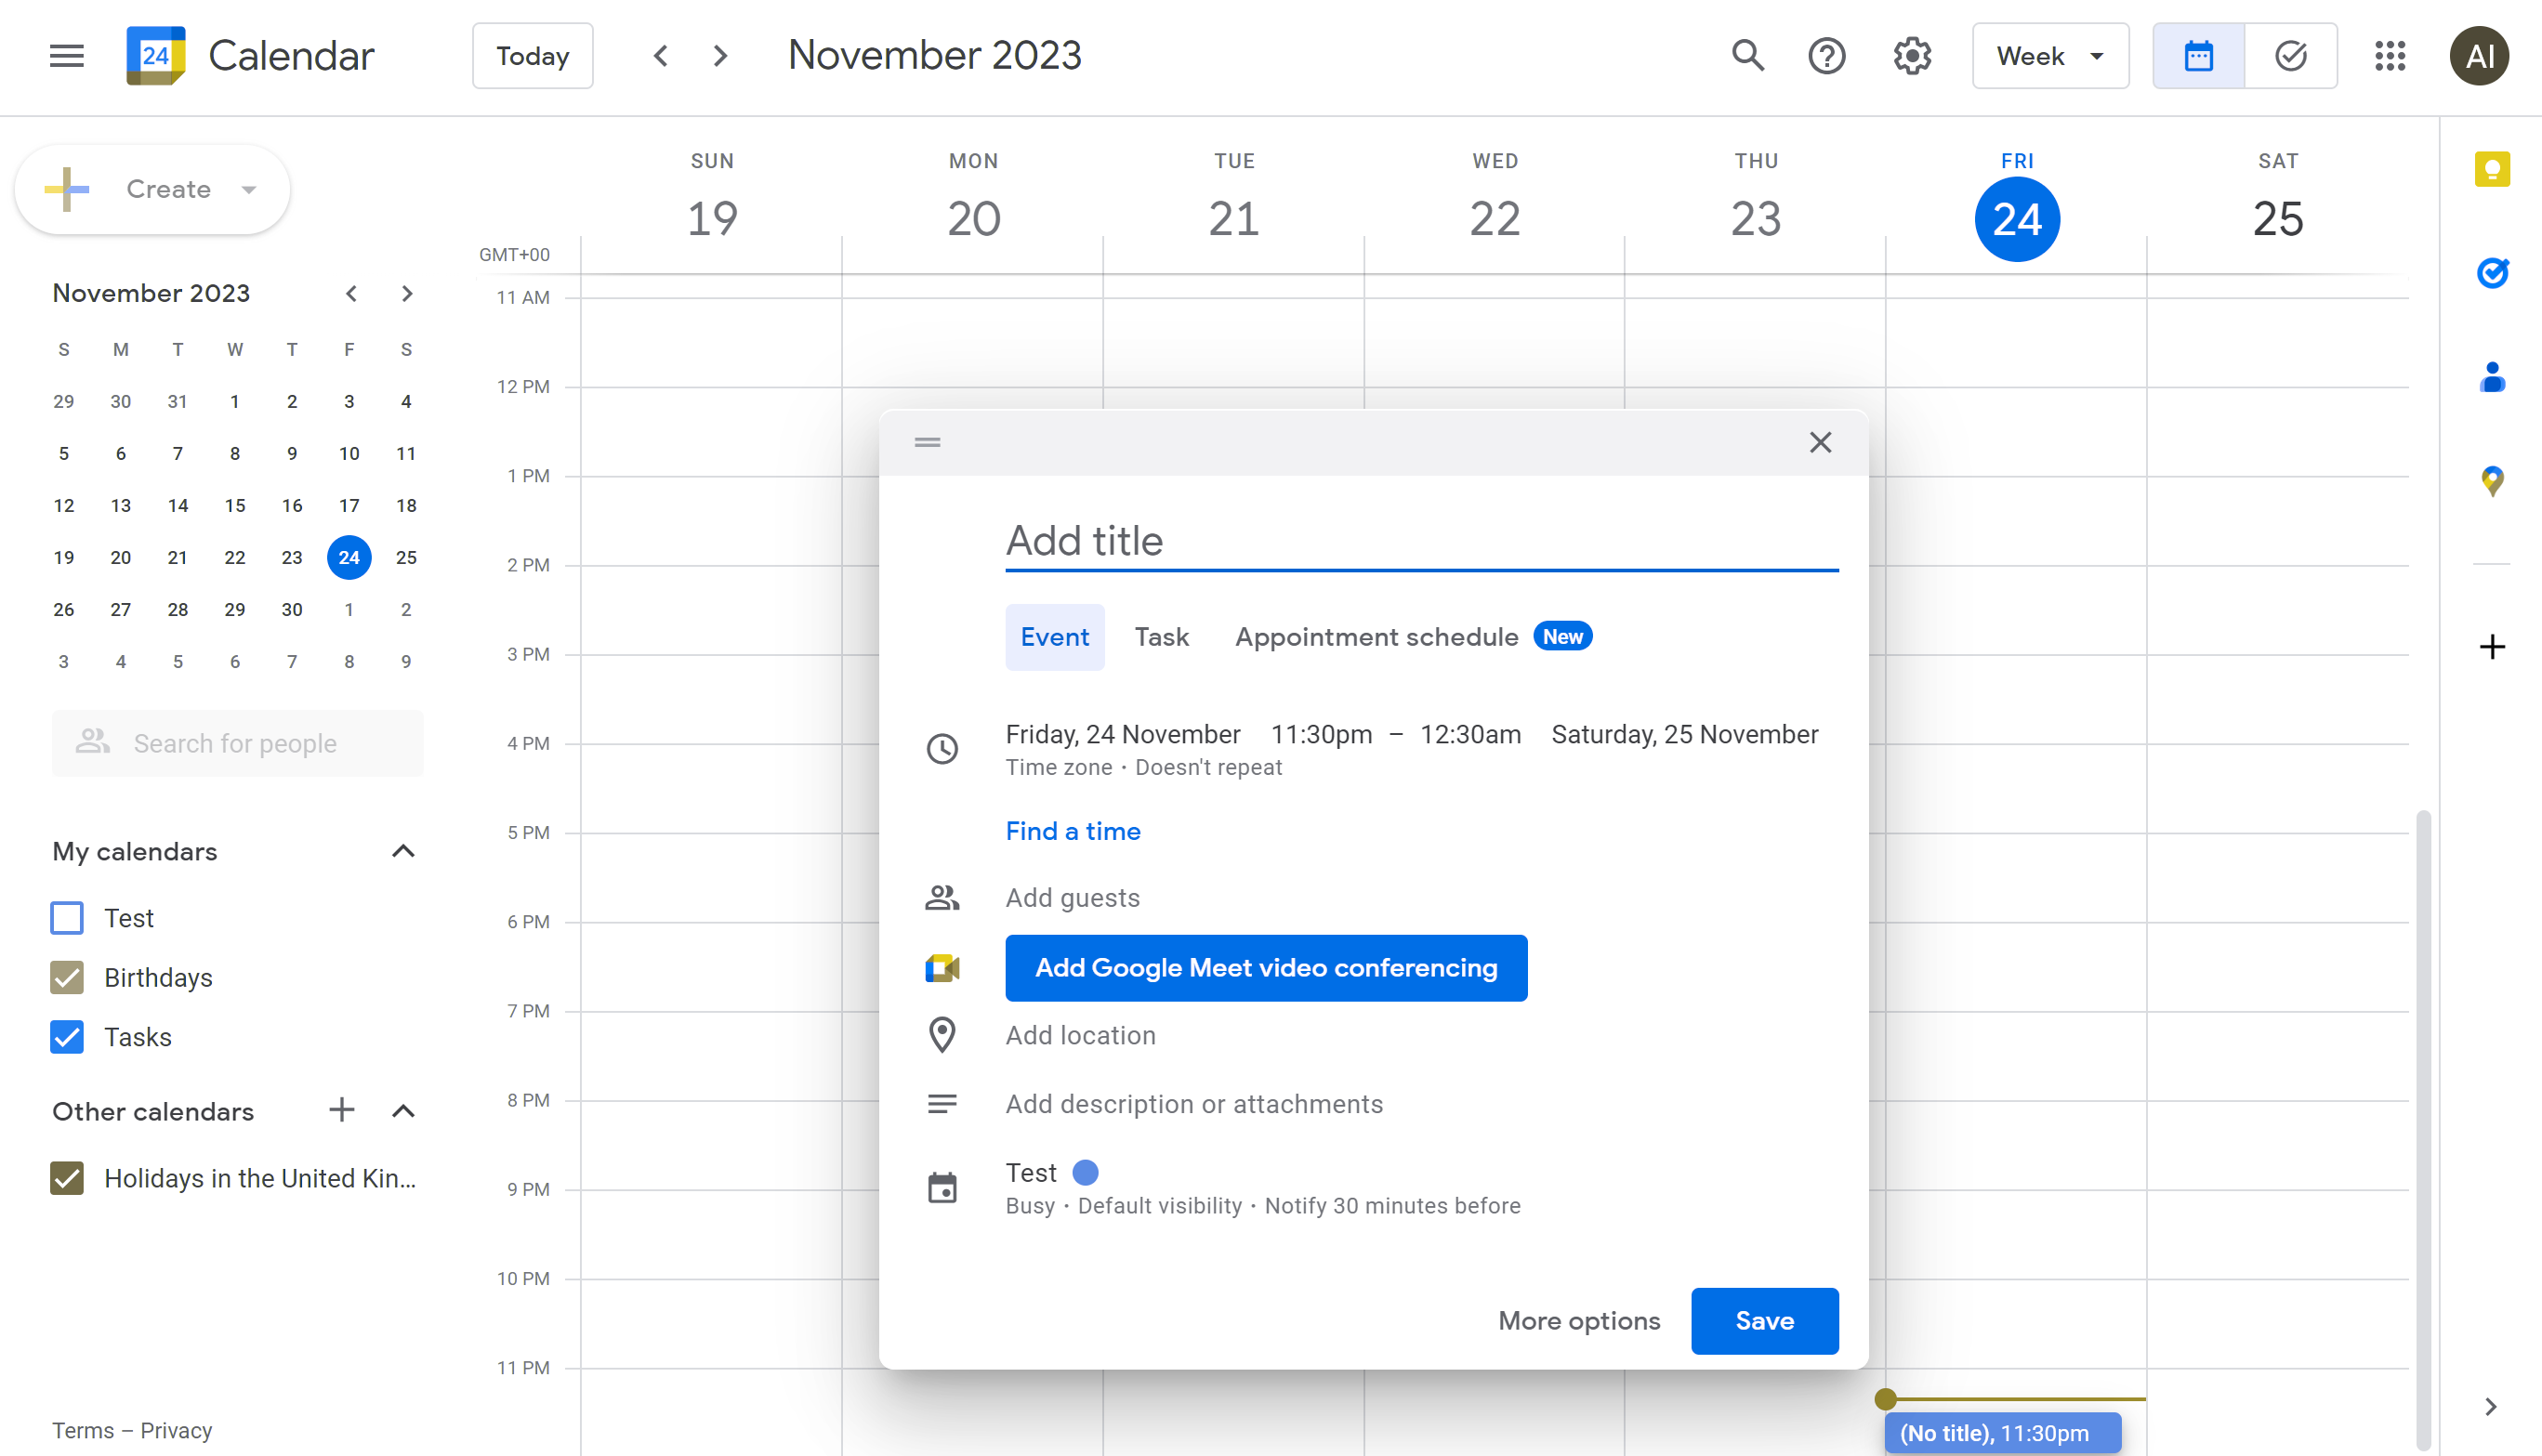 24 Calendar Today November 2023 Week AI
Create
SUN MON TUE WED THU FRI SAT
19 20 21 22 23 24 25
GMT+00
November 2023
S M T W T F S
29 30 31 1 2 3 4
5 6 7 8 9 10 11
12 13 14 15 16 17 18
19 20 21 22 23 24 25
26 27 28 29 30 1 2
3 4 5 6 7 8 9
Search for people
My calendars
Test
Birthdays
Tasks
Other calendars
Holidays in the United Kin...
Terms – Privacy
11 AM
12 PM
1 PM
2 PM
3 PM
4 PM
5 PM
6 PM
7 PM
8 PM
9 PM
10 PM
11 PM
Add title
Event Task Appointment schedule New
Friday, 24 November 11:30pm – 12:30am Saturday, 25 November
Time zone · Doesn't repeat
Find a time
Add guests
Add Google Meet video conferencing
Add location
Add description or attachments
Test
Busy · Default visibility · Notify 30 minutes before
More options Save
(No title), 11:30pm